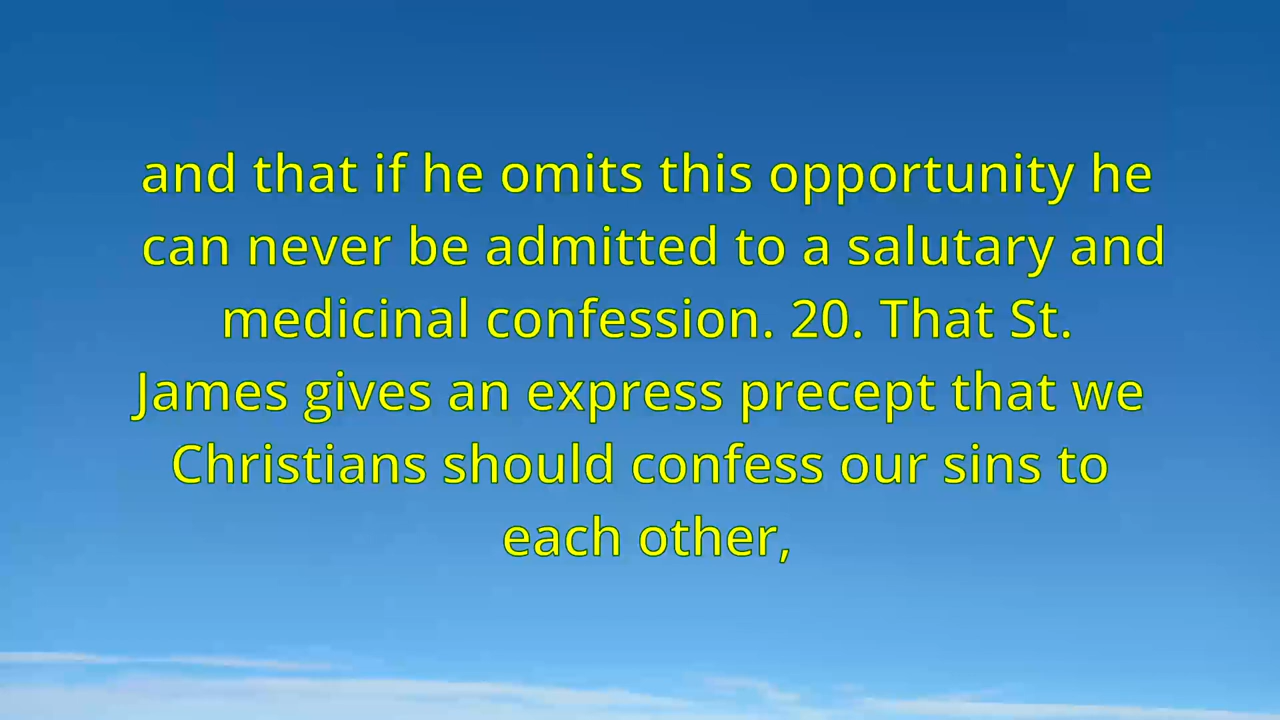 and that if he omits this opportunity he
can never be admitted to a salutary and
medicinal confession. 20. That St.
James gives an express precept that we
Christians should confess our sins to
each other,